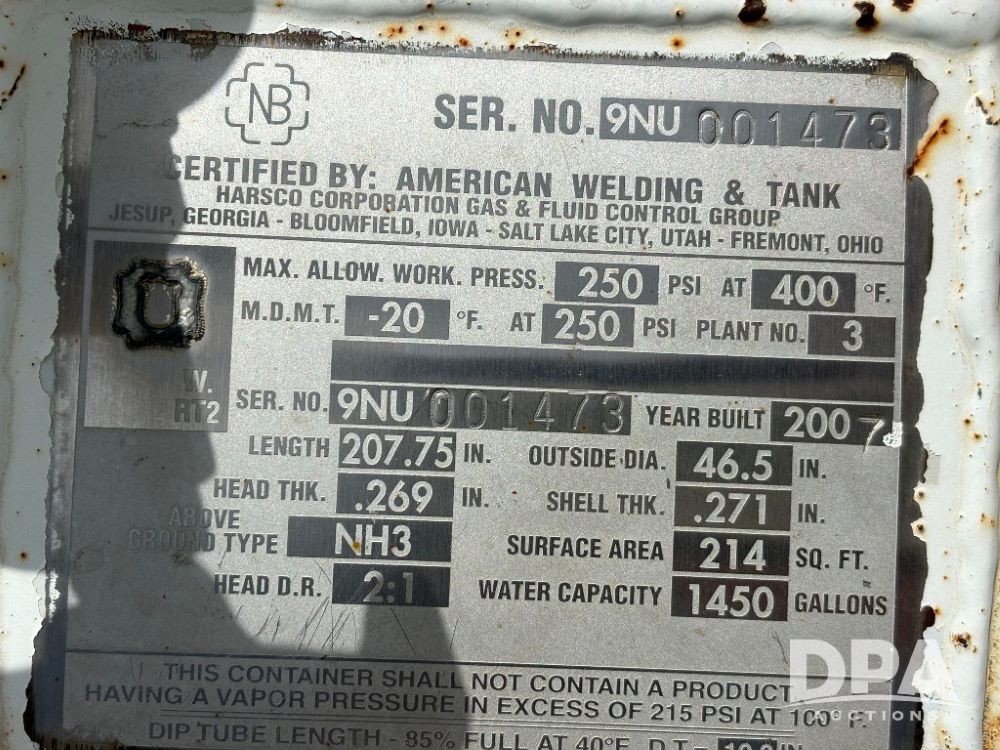 NB
SER. NO. 9NU 001473
CERTIFIED BY: AMERICAN WELDING & TANK
HARSCO CORPORATION GAS & FLUID CONTROL GROUP
JESUP, GEORGIA - BLOOMFIELD, IOWA - SALT LAKE CITY, UTAH - FREMONT, OHIO
U
W.
RT2
MAX. ALLOW. WORK. PRESS. 250 PSI AT 400 °F.
M.D.M.T. -20 °F. AT 250 PSI PLANT NO. 3
SER. NO. 9NU 001473 YEAR BUILT 2007
LENGTH 207.75 IN. OUTSIDE DIA. 46.5 IN.
HEAD THK. .269 IN. SHELL THK. .271 IN.
ABOVE
GROUND TYPE NH3 SURFACE AREA 214 SQ. FT.
HEAD D.R. 2:1 WATER CAPACITY 1450 GALLONS
THIS CONTAINER SHALL NOT CONTAIN A PRODUCT
HAVING A VAPOR PRESSURE IN EXCESS OF 215 PSI AT 100° F.
DIP TUBE LENGTH - 85% FULL AT 40°F. D.T. =
DPA
AUCTIONS